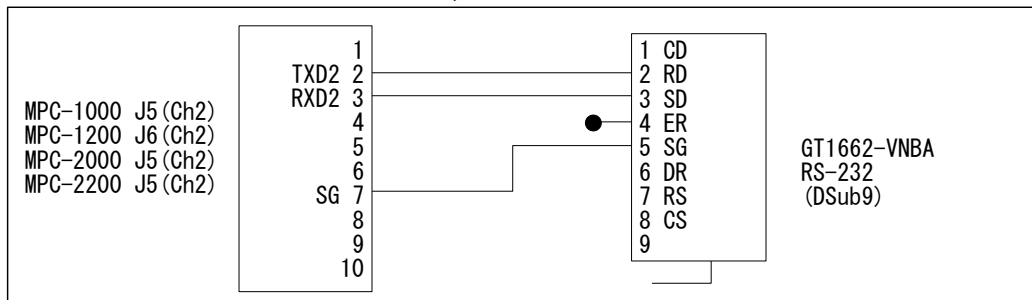 MPC-1000 J5(Ch2)
MPC-1200 J6(Ch2)
MPC-2000 J5(Ch2)
MPC-2200 J5(Ch2)
1
TXD2 2
RXD2 3
4
5
6
SG 7
8
9
10
1 CD
2 RD
3 SD
4 ER
5 SG
6 DR
7 RS
8 CS
9
GT1662-VNBA
RS-232
(DSub9)